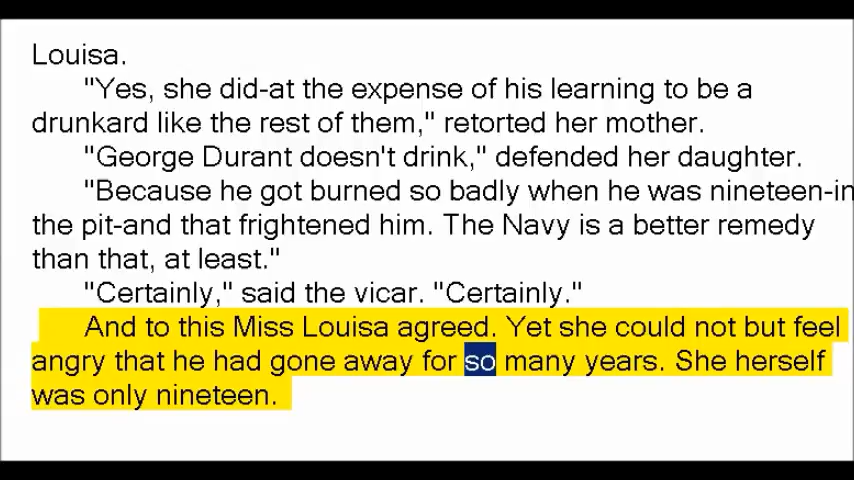 Louisa.
"Yes, she did-at the expense of his learning to be a
drunkard like the rest of them," retorted her mother.
"George Durant doesn't drink," defended her daughter.
"Because he got burned so badly when he was nineteen-in
the pit-and that frightened him. The Navy is a better remedy
than that, at least."
"Certainly," said the vicar. "Certainly."
And to this Miss Louisa agreed. Yet she could not but feel
angry that he had gone away for so many years. She herself
was only nineteen.